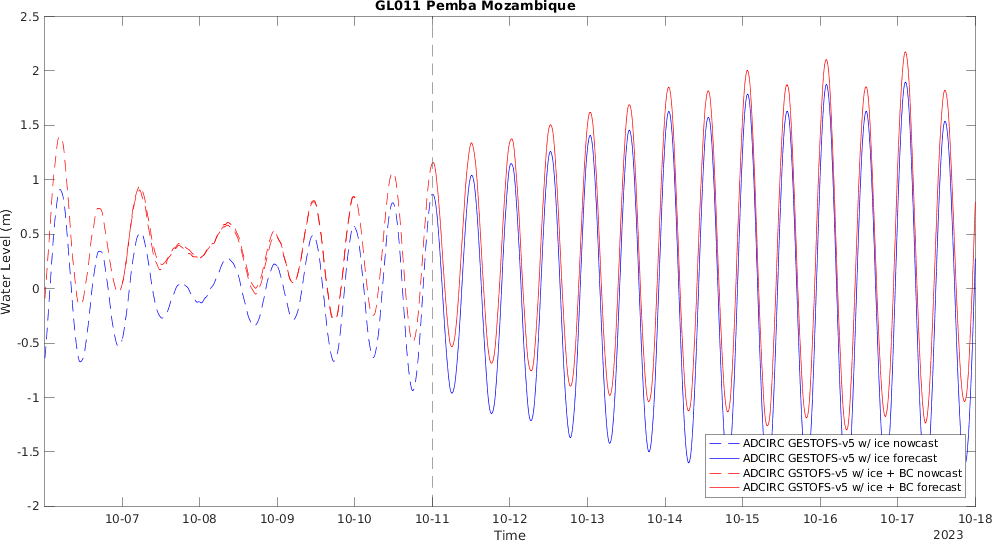 GL011 Pemba Mozambique
Water Level (m)
2.5
2
1.5
1
0.5
0
-0.5
-1
-1.5
-2
ADCIRC GESTOFS-v5 w/ ice nowcast
ADCIRC GESTOFS-v5 w/ ice forecast
ADCIRC GSTOFS-v5 w/ ice + BC nowcast
ADCIRC GSTOFS-v5 w/ ice + BC forecast
10-07 10-08 10-09 10-10 10-11 10-12 10-13 10-14 10-15 10-16 10-17 10-18
Time
2023